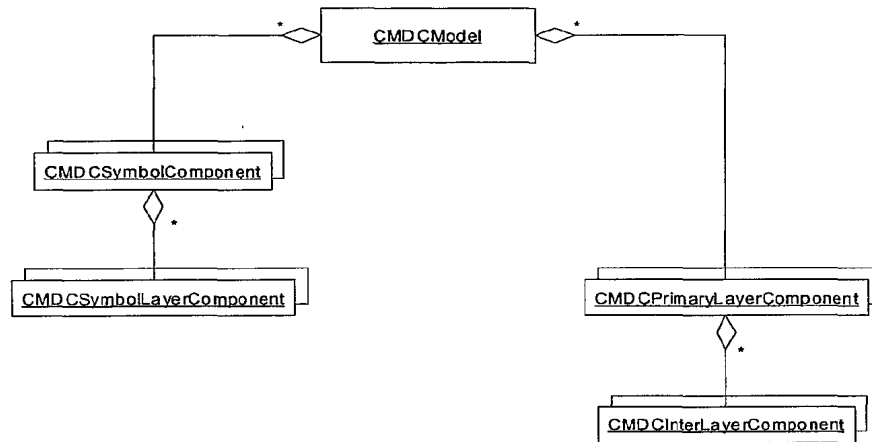 * CMDCModel *
CMDCSymbolComponent
*
CMDCSymbolLayerComponent
CMDCPrimaryLayerComponent
*
CMDCInterLayerComponent